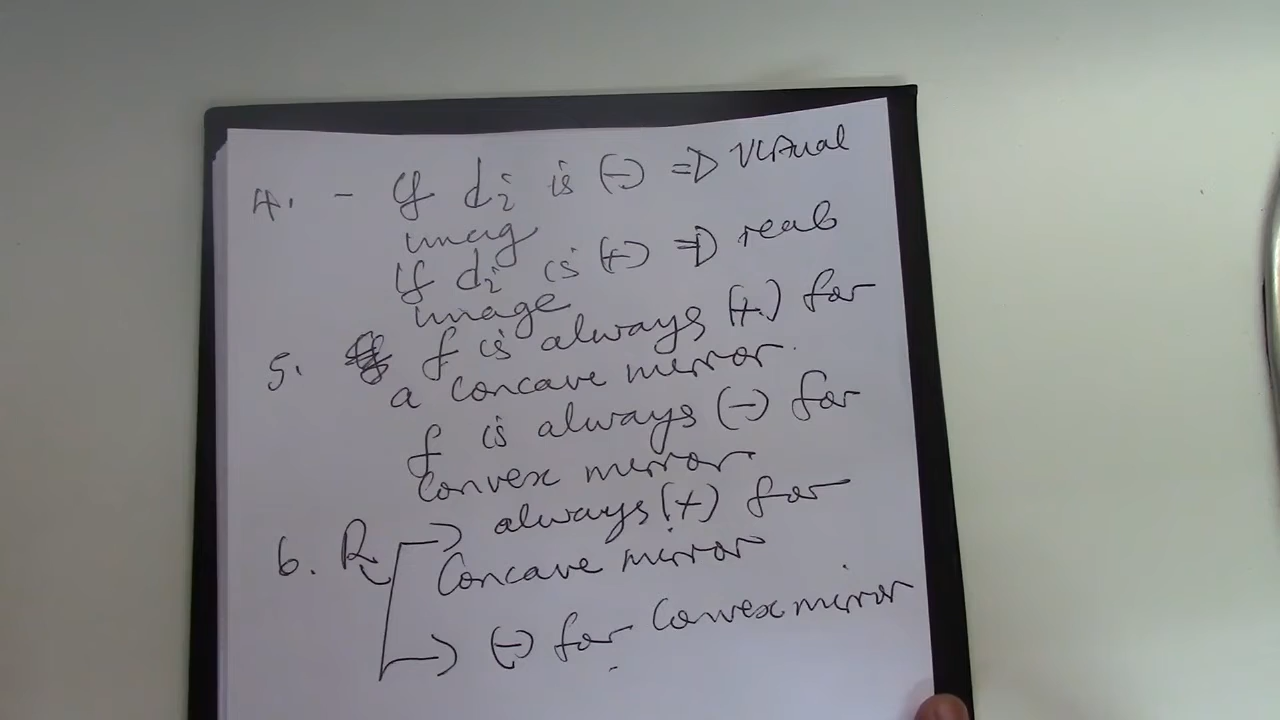 4. - If di is (-) => virtual
imag
If di is (+) => real
image
5. f is always (+) for
a concave mirror.
f is always (-) for
convex mirror
6. R → always (+) for
Concave mirror
→ (-) for Convex mirror